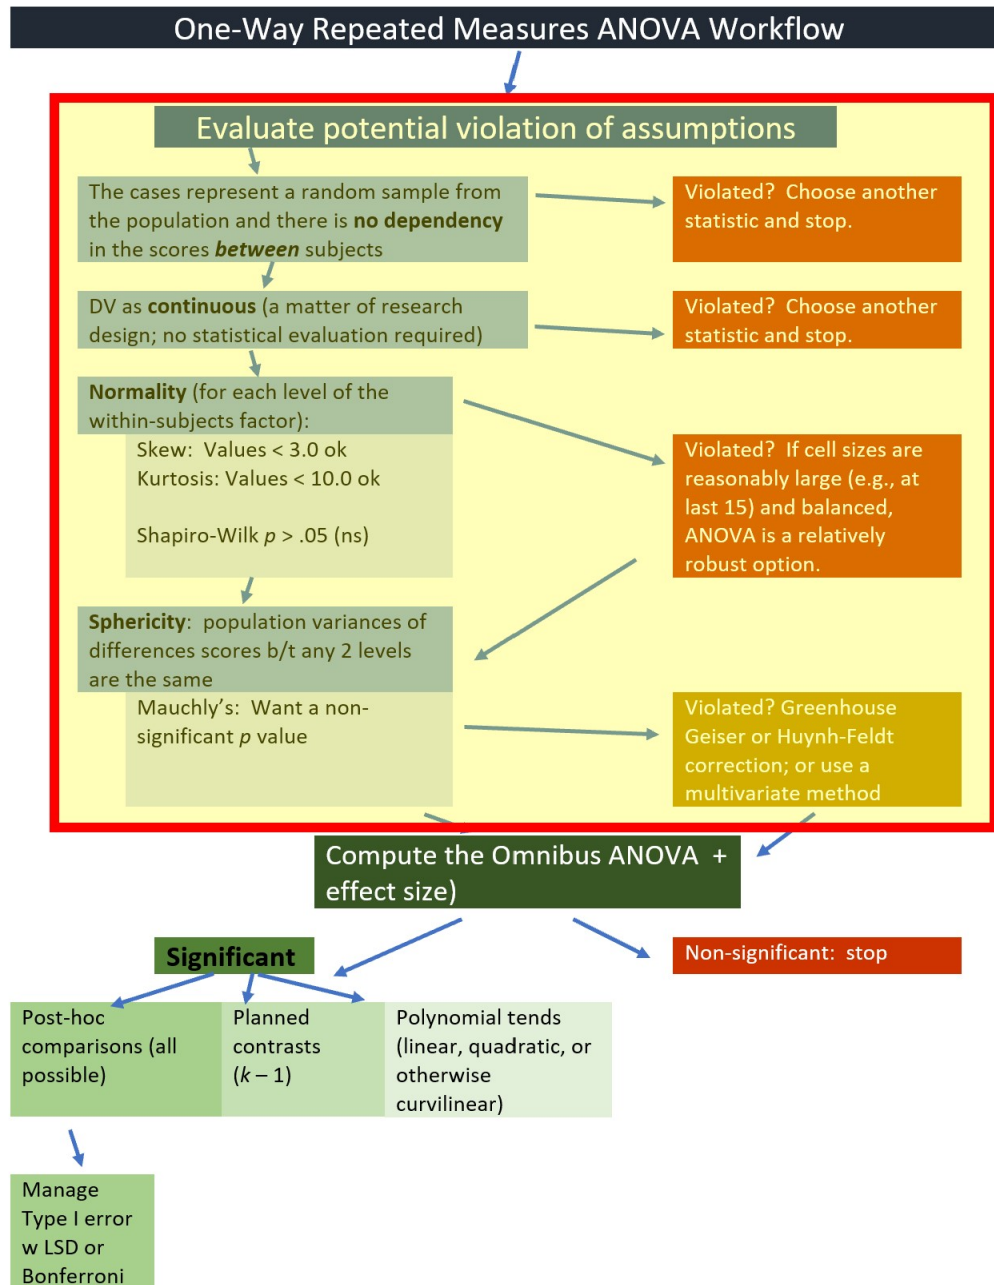 One-Way Repeated Measures ANOVA Workflow
Evaluate potential violation of assumptions
The cases represent a random sample from
the population and there is no dependency
in the scores between subjects
Violated?  Choose another
statistic and stop.
DV as continuous (a matter of research
design; no statistical evaluation required)
Violated?  Choose another
statistic and stop.
Normality (for each level of the
within-subjects factor):
Skew:  Values < 3.0 ok
Kurtosis: Values < 10.0 ok
Shapiro-Wilk p > .05 (ns)
Violated?  If cell sizes are
reasonably large (e.g., at
last 15) and balanced,
ANOVA is a relatively
robust option.
Sphericity:  population variances of
differences scores b/t any 2 levels
are the same
Mauchly's:  Want a non-
significant p value
Violated? Greenhouse
Geiser or Huynh-Feldt
correction; or use a
multivariate method
Compute the Omnibus ANOVA  +
effect size)
Significant
Non-significant:  stop
Post-hoc
comparisons (all
possible)
Planned
contrasts
(k – 1)
Polynomial tends
(linear, quadratic, or
otherwise
curvilinear)
Manage
Type I error
w LSD or
Bonferroni